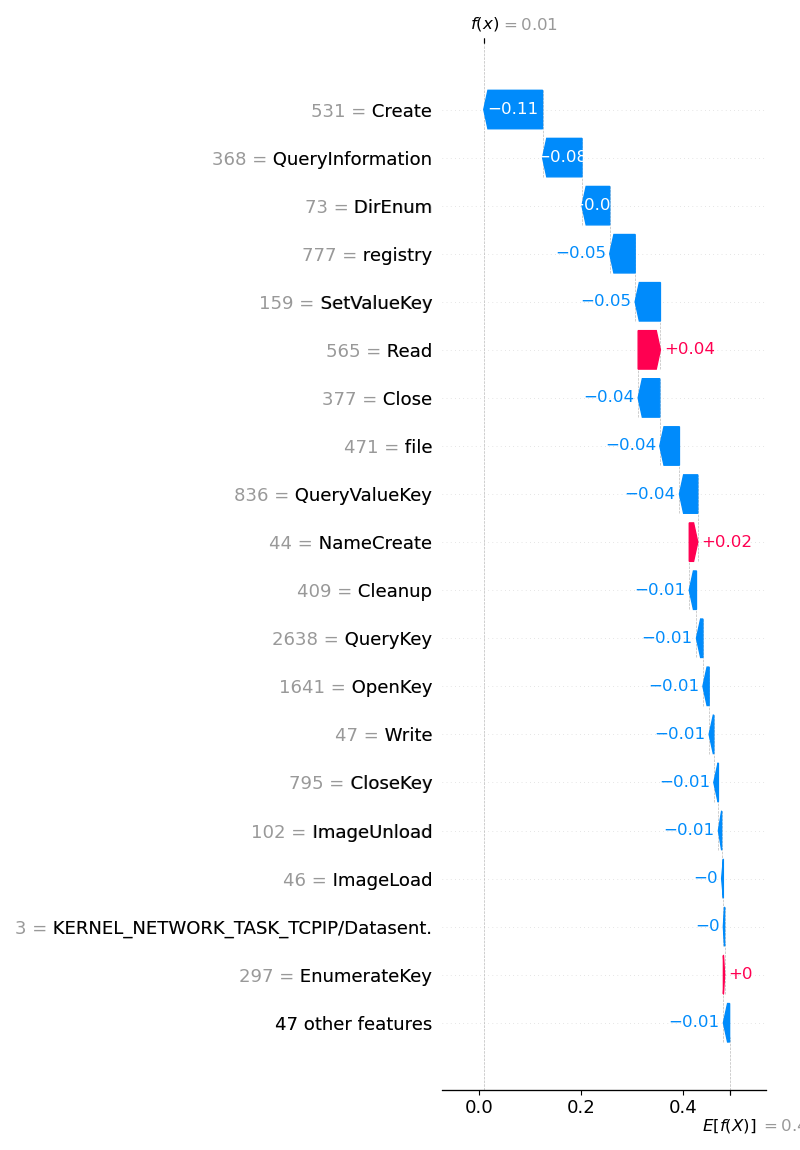 f(x) = 0.01
531 = Create
−0.11
368 = QueryInformation
−0.08
73 = DirEnum
777 = registry
−0.05
159 = SetValueKey
−0.05
565 = Read
+0.04
377 = Close
−0.04
471 = file
−0.04
836 = QueryValueKey
−0.04
44 = NameCreate
+0.02
409 = Cleanup
−0.01
2638 = QueryKey
−0.01
1641 = OpenKey
−0.01
47 = Write
−0.01
795 = CloseKey
−0.01
102 = ImageUnload
−0.01
46 = ImageLoad
−0
3 = KERNEL_NETWORK_TASK_TCPIP/Datasent.
−0
297 = EnumerateKey
+0
47 other features
−0.01
0.0 0.2 0.4
E[f(X)] =